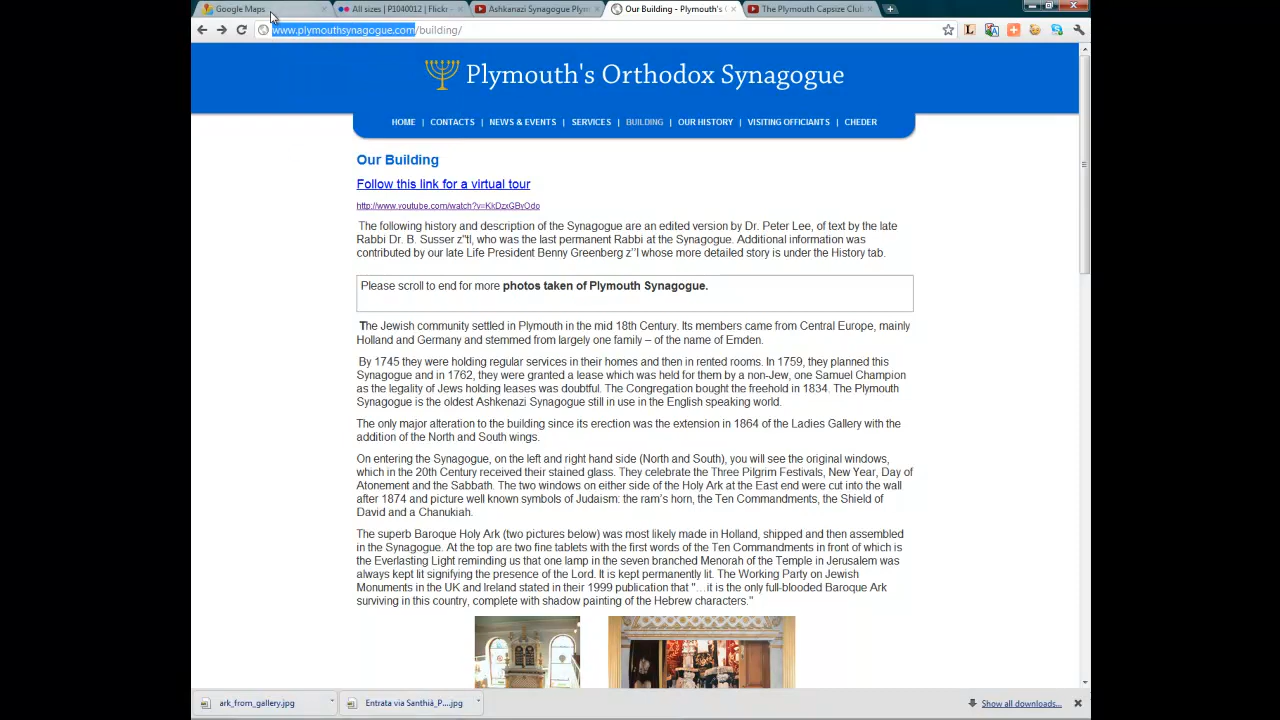 Google Maps
All sizes | P1040012 | Flickr -
Ashkanazi Synagogue Plym
Our Building - Plymouth's
The Plymouth Capsize Club
www.plymouthsynagogue.com/building/
Plymouth's Orthodox Synagogue
HOME | CONTACTS | NEWS & EVENTS | SERVICES | BUILDING | OUR HISTORY | VISITING OFFICIANTS | CHEDER
Our Building
Follow this link for a virtual tour
http://www.youtube.com/watch?v=KkDzxGByOdo
The following history and description of the Synagogue are an edited version by Dr. Peter Lee, of text by the late
Rabbi Dr. B. Susser z"tl, who was the last permanent Rabbi at the Synagogue. Additional information was
contributed by our late Life President Benny Greenberg z''l whose more detailed story is under the History tab.
Please scroll to end for more photos taken of Plymouth Synagogue.
The Jewish community settled in Plymouth in the mid 18th Century. Its members came from Central Europe, mainly
Holland and Germany and stemmed from largely one family – of the name of Emden.
By 1745 they were holding regular services in their homes and then in rented rooms. In 1759, they planned this
Synagogue and in 1762, they were granted a lease which was held for them by a non-Jew, one Samuel Champion
as the legality of Jews holding leases was doubtful. The Congregation bought the freehold in 1834. The Plymouth
Synagogue is the oldest Ashkenazi Synagogue still in use in the English speaking world.
The only major alteration to the building since its erection was the extension in 1864 of the Ladies Gallery with the
addition of the North and South wings.
On entering the Synagogue, on the left and right hand side (North and South), you will see the original windows,
which in the 20th Century received their stained glass. They celebrate the Three Pilgrim Festivals, New Year, Day of
Atonement and the Sabbath. The two windows on either side of the Holy Ark at the East end were cut into the wall
after 1874 and picture well known symbols of Judaism: the ram's horn, the Ten Commandments, the Shield of
David and a Chanukiah.
The superb Baroque Holy Ark (two pictures below) was most likely made in Holland, shipped and then assembled
in the Synagogue. At the top are two fine tablets with the first words of the Ten Commandments in front of which is
the Everlasting Light reminding us that one lamp in the seven branched Menorah of the Temple in Jerusalem was
always kept lit signifying the presence of the Lord. It is kept permanently lit. The Working Party on Jewish
Monuments in the UK and Ireland stated in their 1999 publication that "…it is the only full-blooded Baroque Ark
surviving in this country, complete with shadow painting of the Hebrew characters."
ark_from_gallery.jpg
Entrata via Santhià_P....jpg
Show all downloads...